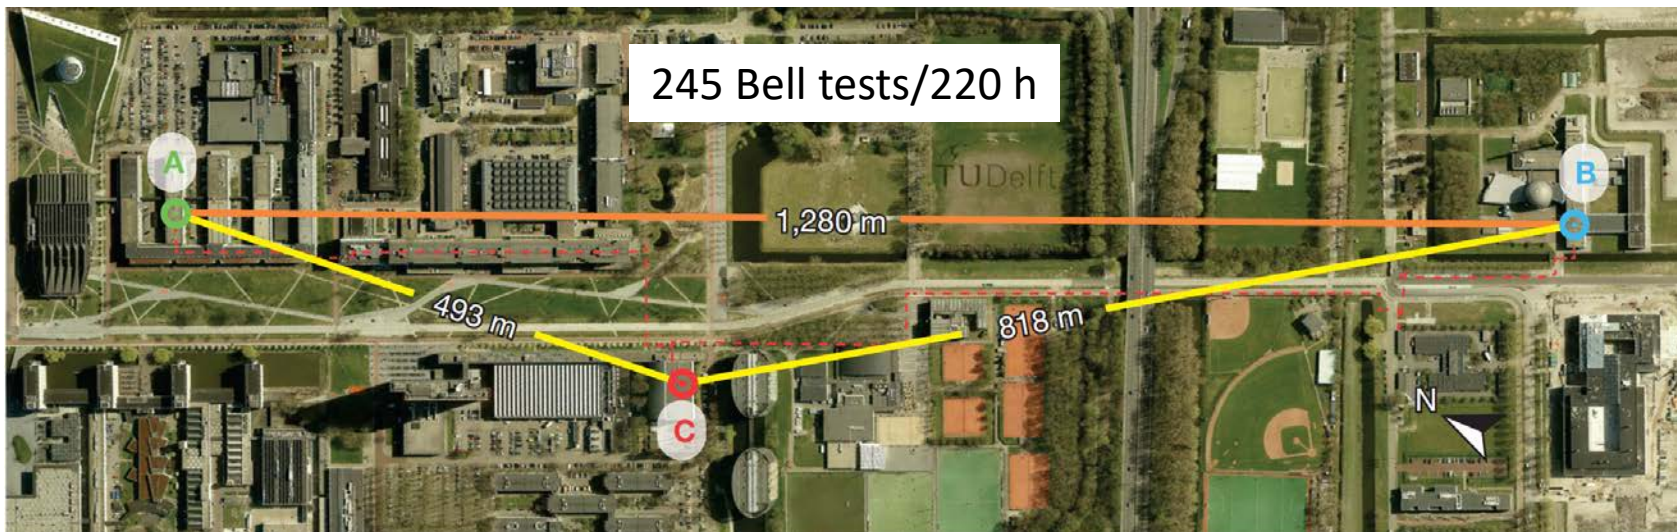 245 Bell tests/220 h
A
B
TUDelft
1,280 m
493 m
818 m
N
C